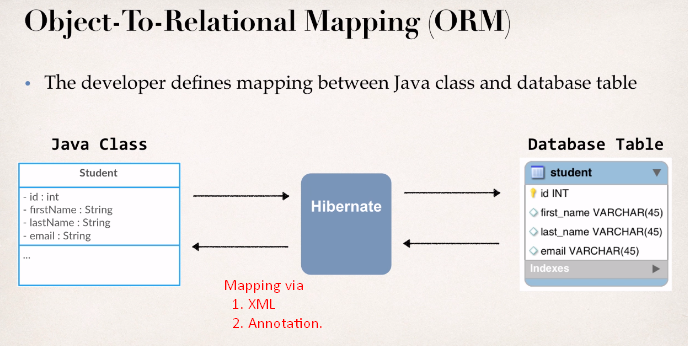 Object-To-Relational Mapping (ORM)
• The developer defines mapping between Java class and database table
Java Class
Student
- id : int
- firstName : String
- lastName : String
- email : String
...
Hibernate
Mapping via
1. XML
2. Annotation.
Database Table
student
id INT
first_name VARCHAR(45)
last_name VARCHAR(45)
email VARCHAR(45)
Indexes